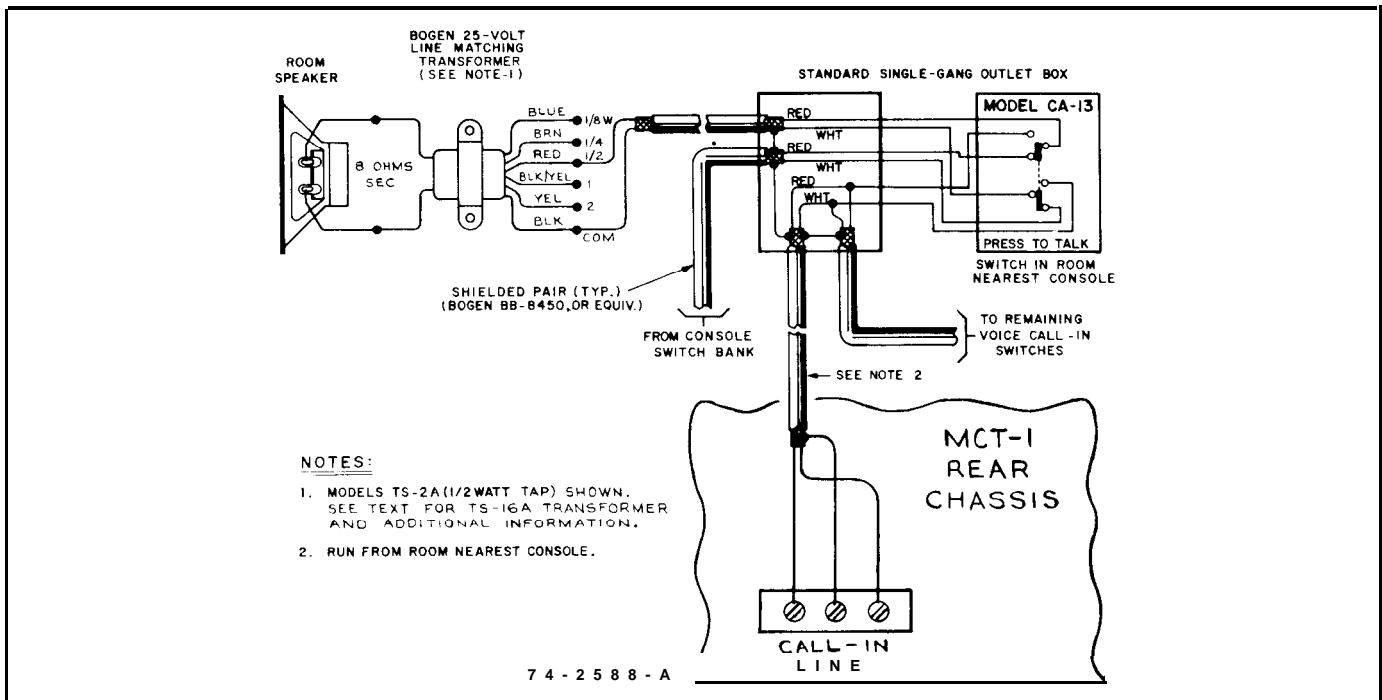 BOGEN 25-VOLT
LINE MATCHING
TRANSFORMER
(SEE NOTE-1)
ROOM
SPEAKER
STANDARD SINGLE-GANG OUTLET BOX
8 OHMS
SEC
BLUE 1/8W
BRN 1/4
RED 1/2
BLK/YEL 1
YEL 2
BLK
COM
RED
WHT
RED
WHT
RED
WHT
MODEL CA-13
PRESS TO TALK
SWITCH IN ROOM
NEAREST CONSOLE
SHIELDED PAIR (TYP.)
(BOGEN BB-8450, OR EQUIV.)
FROM CONSOLE
SWITCH BANK
TO REMAINING
VOICE CALL-IN
SWITCHES
SEE NOTE 2
MCT-1
REAR
CHASSIS
NOTES:
1. MODELS TS-2A (1/2 WATT TAP) SHOWN.
SEE TEXT FOR TS-16A TRANSFORMER
AND ADDITIONAL INFORMATION.
2. RUN FROM ROOM NEAREST CONSOLE.
CALL-IN
LINE
74-2588-A